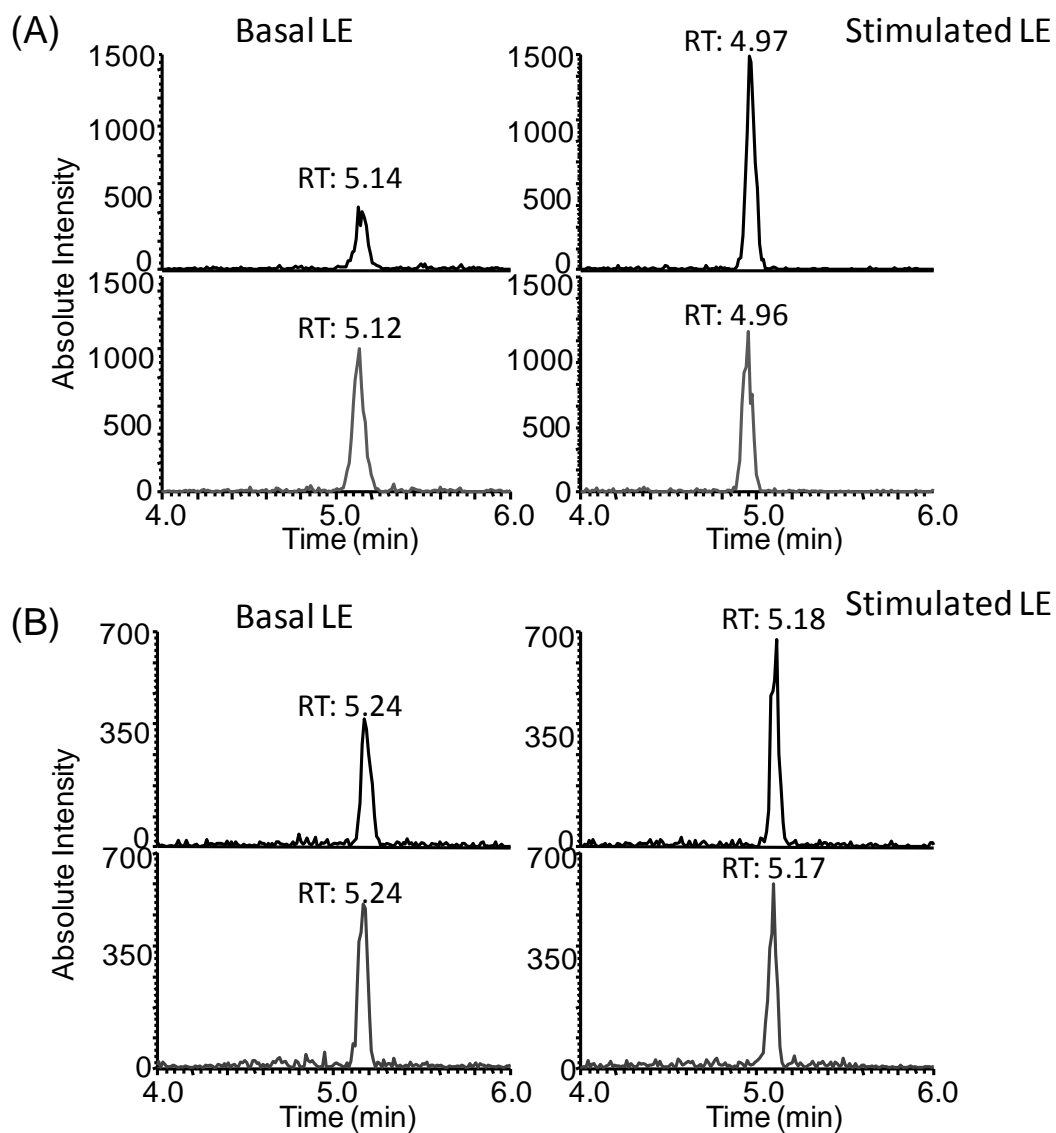 (A)
Basal LE
Stimulated LE
Absolute Intensity
1500
1000
500
0
RT: 5.14
1500
1000
500
0
RT: 4.97
1500
1000
500
0
RT: 5.12
4.0 5.0 6.0
Time (min)
1500
1000
500
0
RT: 4.96
4.0 5.0 6.0
Time (min)
(B)
Basal LE
Stimulated LE
Absolute Intensity
700
350
0
RT: 5.24
700
350
0
RT: 5.18
700
350
0
RT: 5.24
4.0 5.0 6.0
Time (min)
700
350
0
RT: 5.17
4.0 5.0 6.0
Time (min)